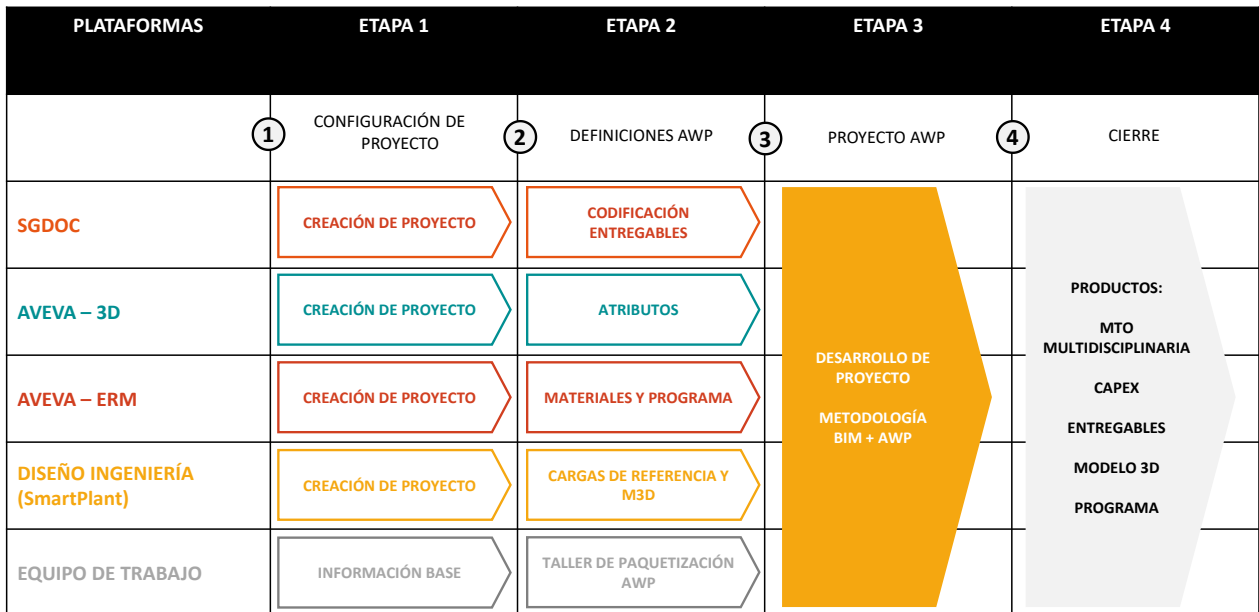 PLATAFORMAS
ETAPA 1
ETAPA 2
ETAPA 3
ETAPA 4
1
CONFIGURACIÓN DE
PROYECTO
2
DEFINICIONES AWP
3
PROYECTO AWP
4
CIERRE
SGDOC
CREACIÓN DE PROYECTO
CODIFICACIÓN
ENTREGABLES
AVEVA – 3D
CREACIÓN DE PROYECTO
ATRIBUTOS
AVEVA – ERM
CREACIÓN DE PROYECTO
MATERIALES Y PROGRAMA
DISEÑO INGENIERÍA
(SmartPlant)
CREACIÓN DE PROYECTO
CARGAS DE REFERENCIA Y
M3D
EQUIPO DE TRABAJO
INFORMACIÓN BASE
TALLER DE PAQUETIZACIÓN
AWP
DESARROLLO DE
PROYECTO
METODOLOGÍA
BIM + AWP
PRODUCTOS:
MTO
MULTIDISCIPLINARIA
CAPEX
ENTREGABLES
MODELO 3D
PROGRAMA